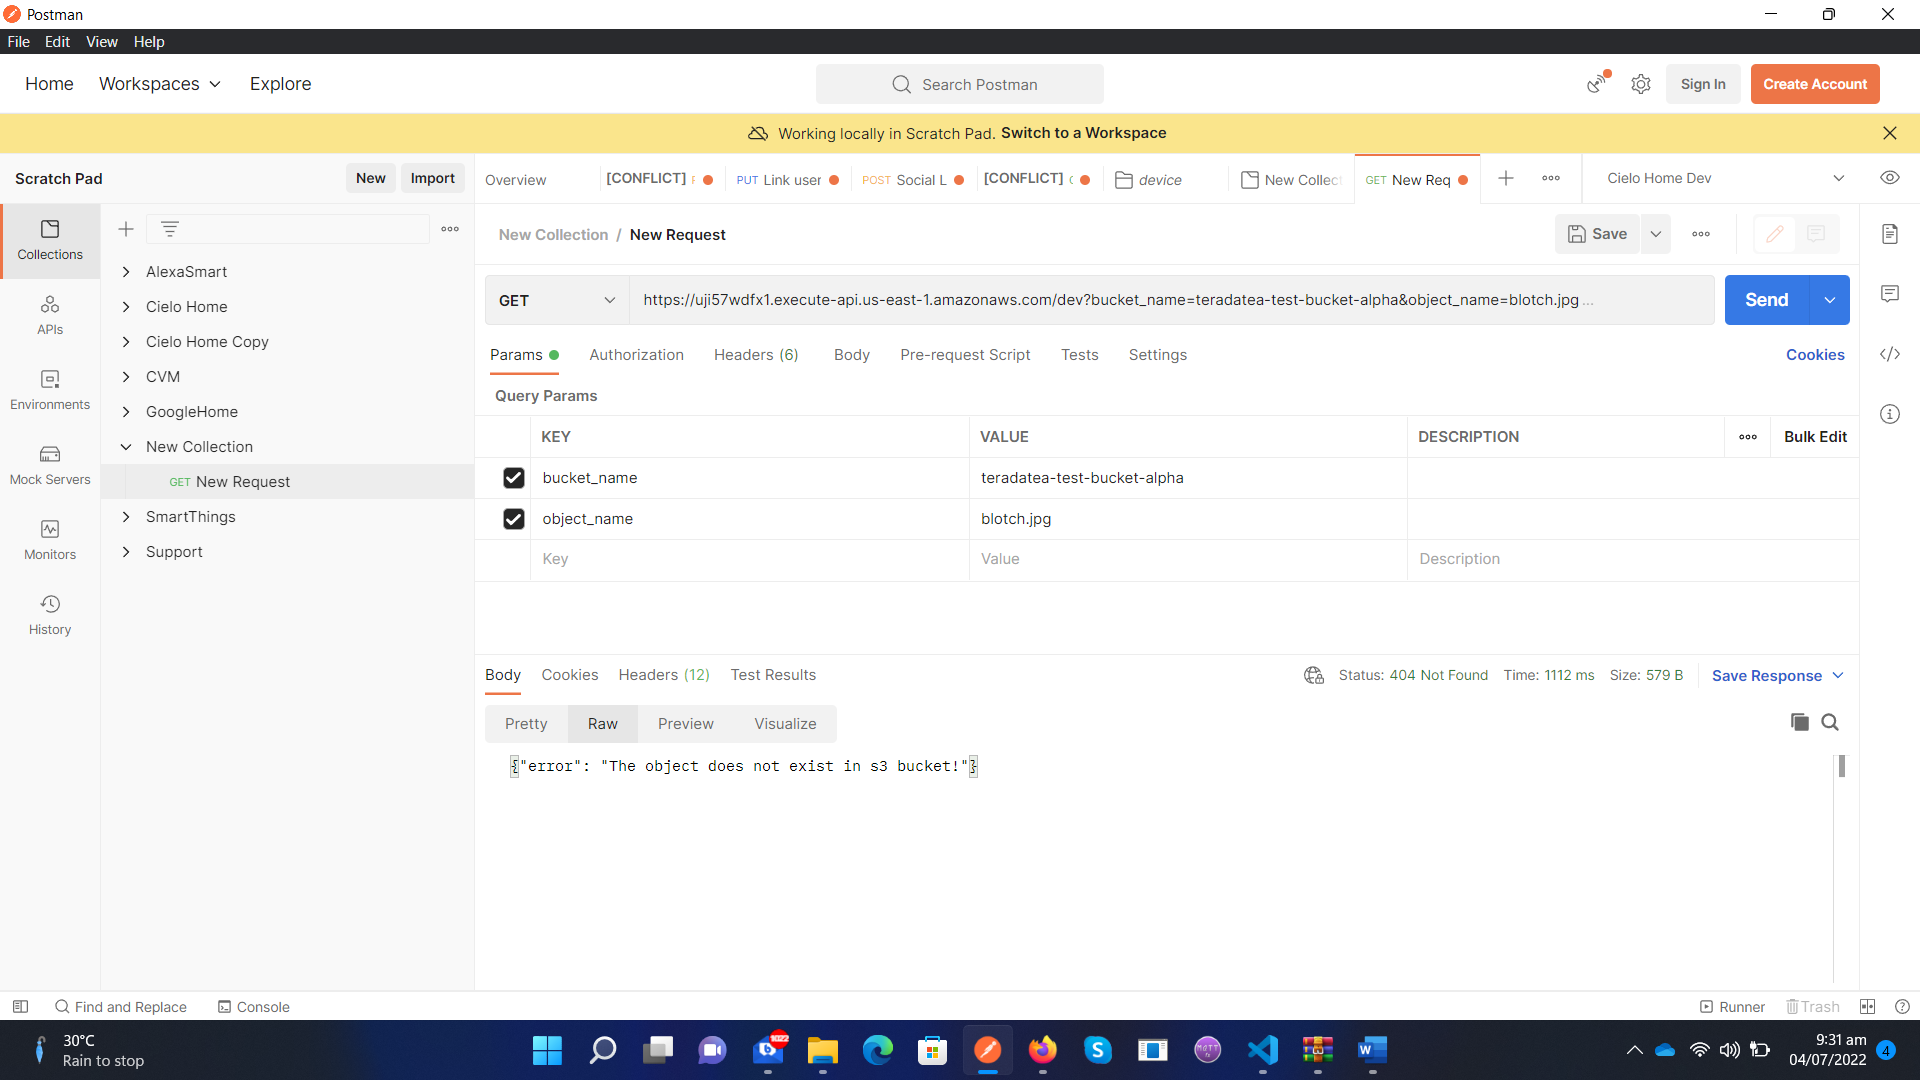 Postman
File Edit View Help
Home Workspaces Explore
Search Postman
Sign In
Create Account
Working locally in Scratch Pad. Switch to a Workspace
Scratch Pad
New
Import
Overview
[CONFLICT]
PUT Link user
POST Social L
[CONFLICT]
device
New Collect
GET New Req
Cielo Home Dev
Collections
APIs
Environments
Mock Servers
Monitors
History
AlexaSmart
Cielo Home
Cielo Home Copy
CVM
GoogleHome
New Collection
GET New Request
SmartThings
Support
New Collection / New Request
Save
GET
https://uji57wdfx1.execute-api.us-east-1.amazonaws.com/dev?bucket_name=teradatea-test-bucket-alpha&object_name=blotch.jpg ...
Send
Params Authorization Headers (6) Body Pre-request Script Tests Settings
Cookies
Query Params
KEY VALUE DESCRIPTION
Bulk Edit
bucket_name teradatea-test-bucket-alpha
object_name blotch.jpg
Key Value Description
Body Cookies Headers (12) Test Results
Status: 404 Not Found Time: 1112 ms Size: 579 B
Save Response
Pretty Raw Preview Visualize
{"error": "The object does not exist in s3 bucket!"}
Find and Replace
Console
Runner
Trash
30°C
Rain to stop
9:31 am
04/07/2022
4